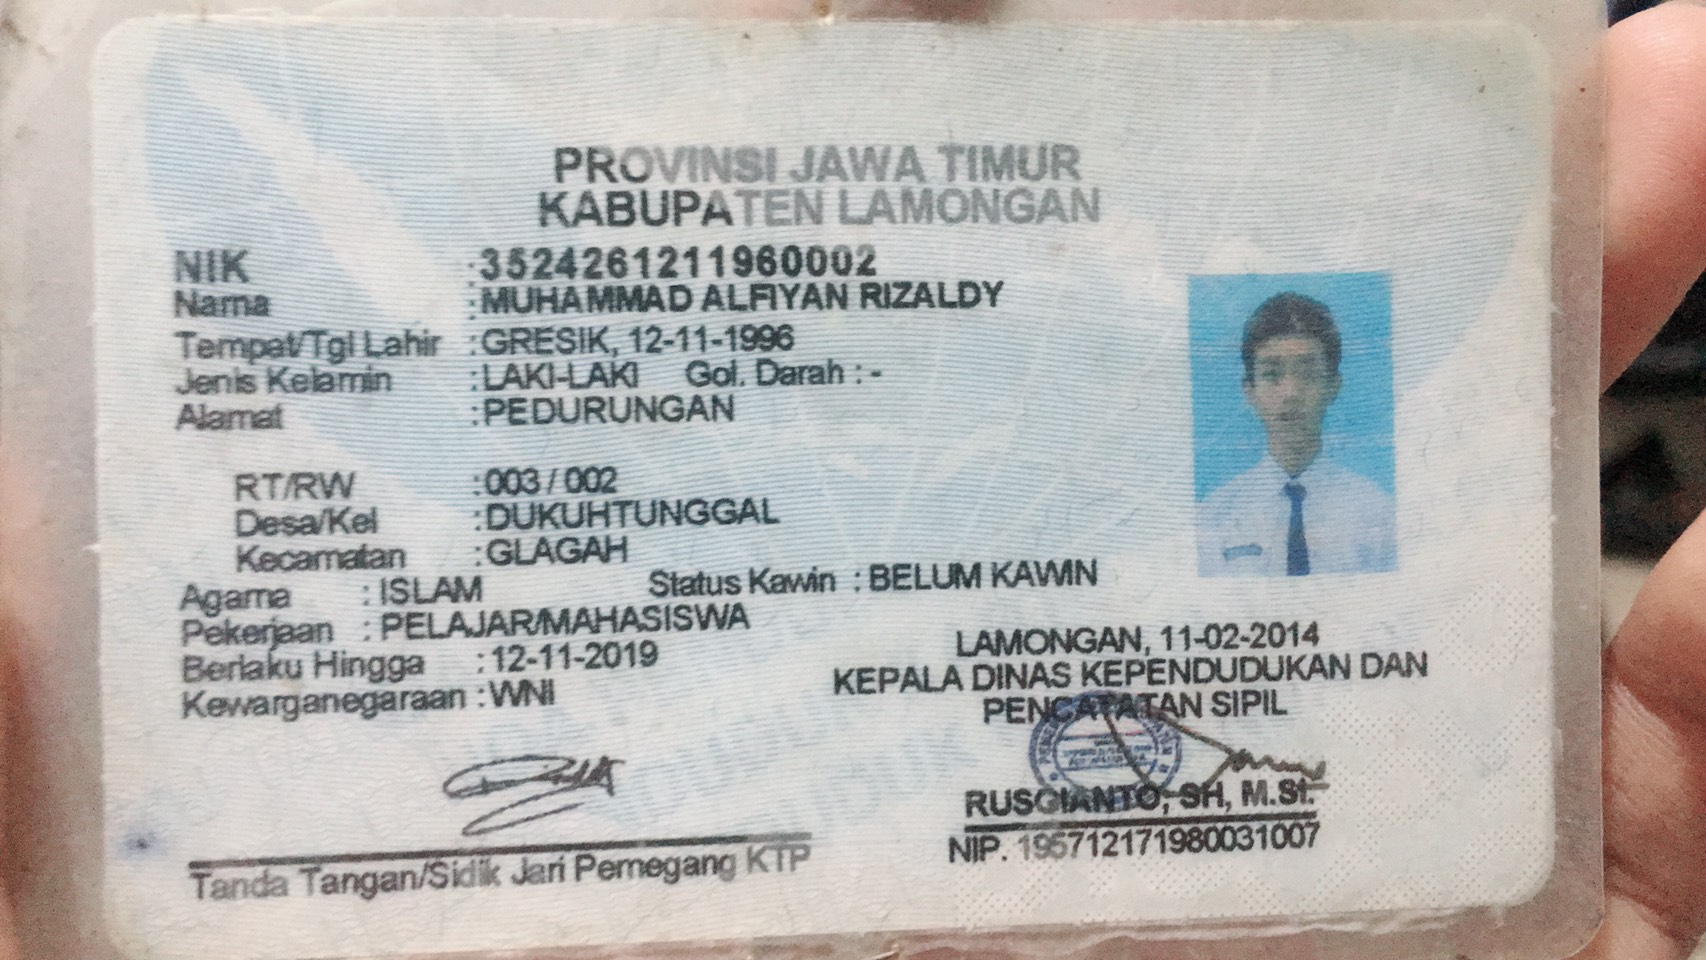 PROVINSI JAWA TIMUR
KABUPATEN LAMONGAN
NIK : 3524261211960002
Nama : MUHAMMAD ALFIYAN RIZALDY
Tempat/Tgl Lahir : GRESIK, 12-11-1996
Jenis Kelamin : LAKI-LAKI Gol. Darah : -
Alamat : PEDURUNGAN
RT/RW : 003 / 002
Desa/Kel : DUKUHTUNGGAL
Kecamatan : GLAGAH
Agama : ISLAM Status Kawin : BELUM KAWIN
Pekerjaan : PELAJAR/MAHASISWA
Berlaku Hingga : 12-11-2019
Kewarganegaraan : WNI
LAMONGAN, 11-02-2014
KEPALA DINAS KEPENDUDUKAN DAN
PENCATATAN SIPIL
RUSGIANTO, SH, M.Si.
NIP. 195712171980031007
Tanda Tangan/Sidik Jari Pemegang KTP